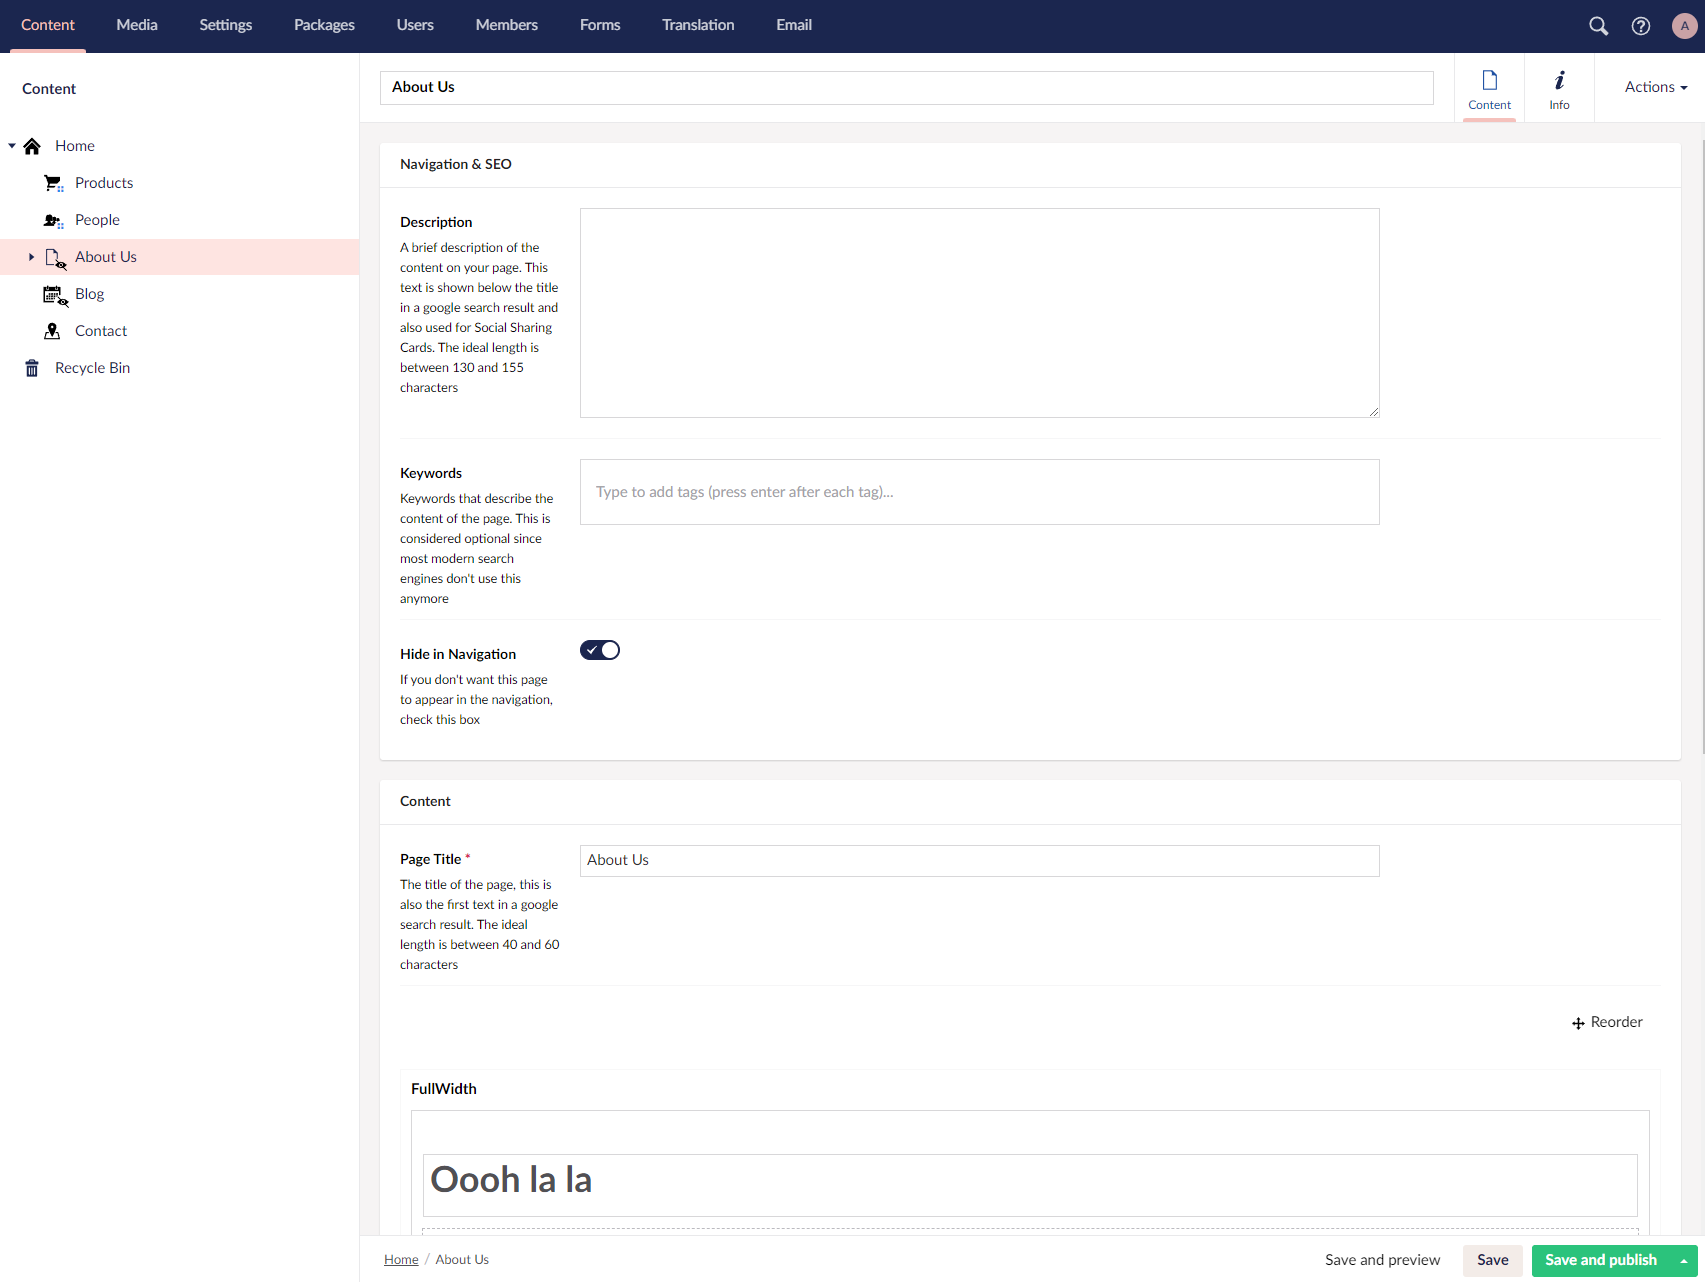 Content Media Settings Packages Users Members Forms Translation Email A
Content
Home
Products
People
About Us
Blog
Contact
Recycle Bin
About Us
Content
Info
Actions
Navigation & SEO
Description
A brief description of the
content on your page. This
text is shown below the title
in a google search result and
also used for Social Sharing
Cards. The ideal length is
between 130 and 155
characters
Keywords
Keywords that describe the
content of the page. This is
considered optional since
most modern search
engines don't use this
anymore
Type to add tags (press enter after each tag)...
Hide in Navigation
If you don't want this page
to appear in the navigation,
check this box
Content
Page Title *
The title of the page, this is
also the first text in a google
search result. The ideal
length is between 40 and 60
characters
About Us
Reorder
FullWidth
Oooh la la
Home / About Us
Save and preview
Save
Save and publish